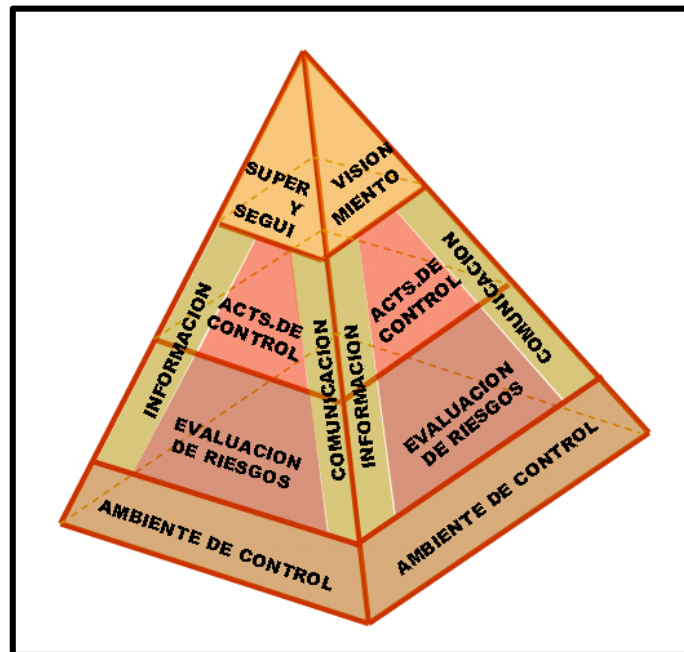 SUPER
Y
SEGUI
VISION
MIENTO
INFORMACION
ACTS.DE
CONTROL
COMUNICACION
INFORMACION
ACTS.DE
CONTROL
COMUNICACION
EVALUACION
DE RIESGOS
EVALUACION
DE RIESGOS
AMBIENTE DE CONTROL
AMBIENTE DE CONTROL